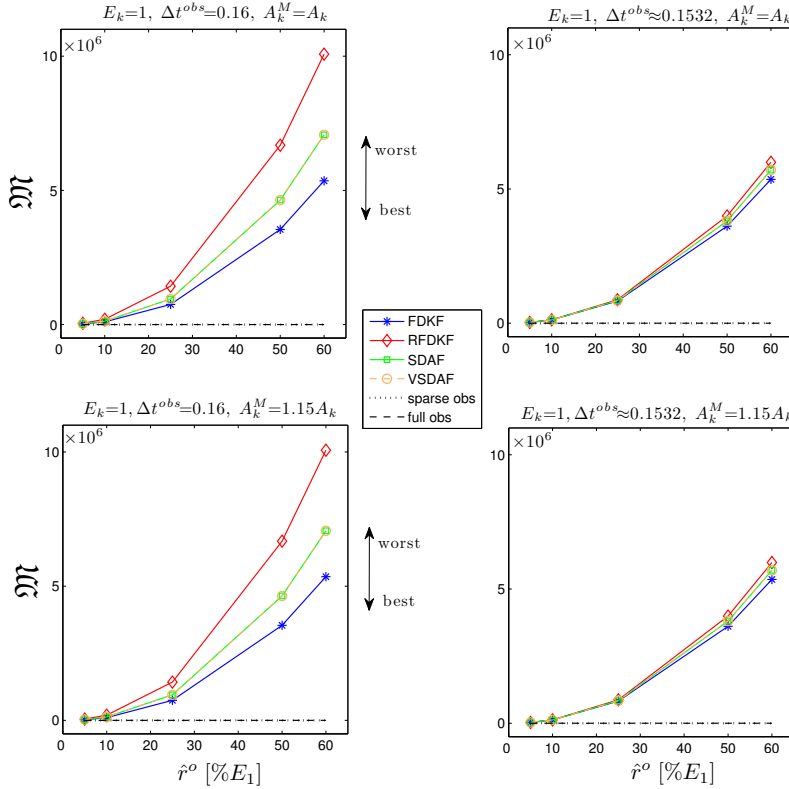 E_k=1, Δt^{obs}=0.16, A_k^M=A_k
×10^6
10
5
0
0 10 20 30 40 50 60
𝔐
worst
best
E_k=1, Δt^{obs}≈0.1532, A_k^M=A_k
×10^6
10
5
0
0 10 20 30 40 50 60
FDKF
RFDKF
SDAF
VSDAF
sparse obs
full obs
E_k=1, Δt^{obs}=0.16, A_k^M=1.15A_k
×10^6
10
5
0
0 10 20 30 40 50 60
𝔐
r̂^o [%E_1]
worst
best
E_k=1, Δt^{obs}≈0.1532, A_k^M=1.15A_k
×10^6
10
5
0
0 10 20 30 40 50 60
r̂^o [%E_1]